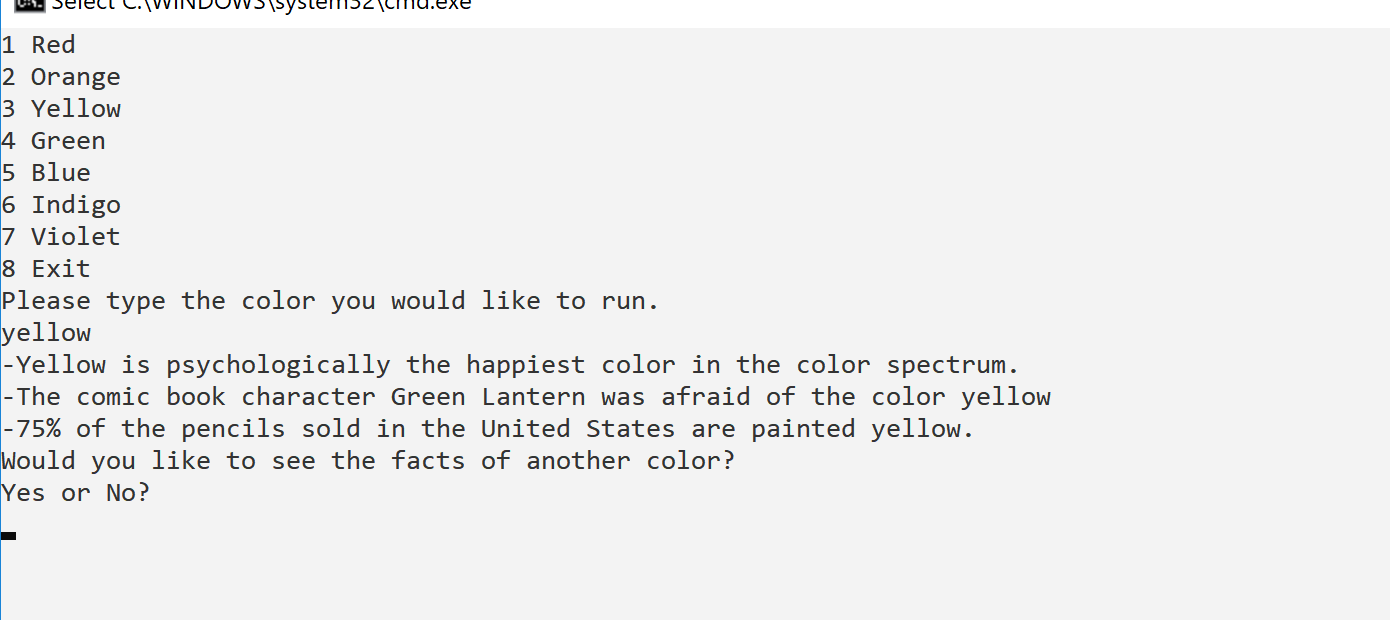 Select C:\WINDOWS\system32\cmd.exe
1 Red
2 Orange
3 Yellow
4 Green
5 Blue
6 Indigo
7 Violet
8 Exit
Please type the color you would like to run.
yellow
-Yellow is psychologically the happiest color in the color spectrum.
-The comic book character Green Lantern was afraid of the color yellow
-75% of the pencils sold in the United States are painted yellow.
Would you like to see the facts of another color?
Yes or No?